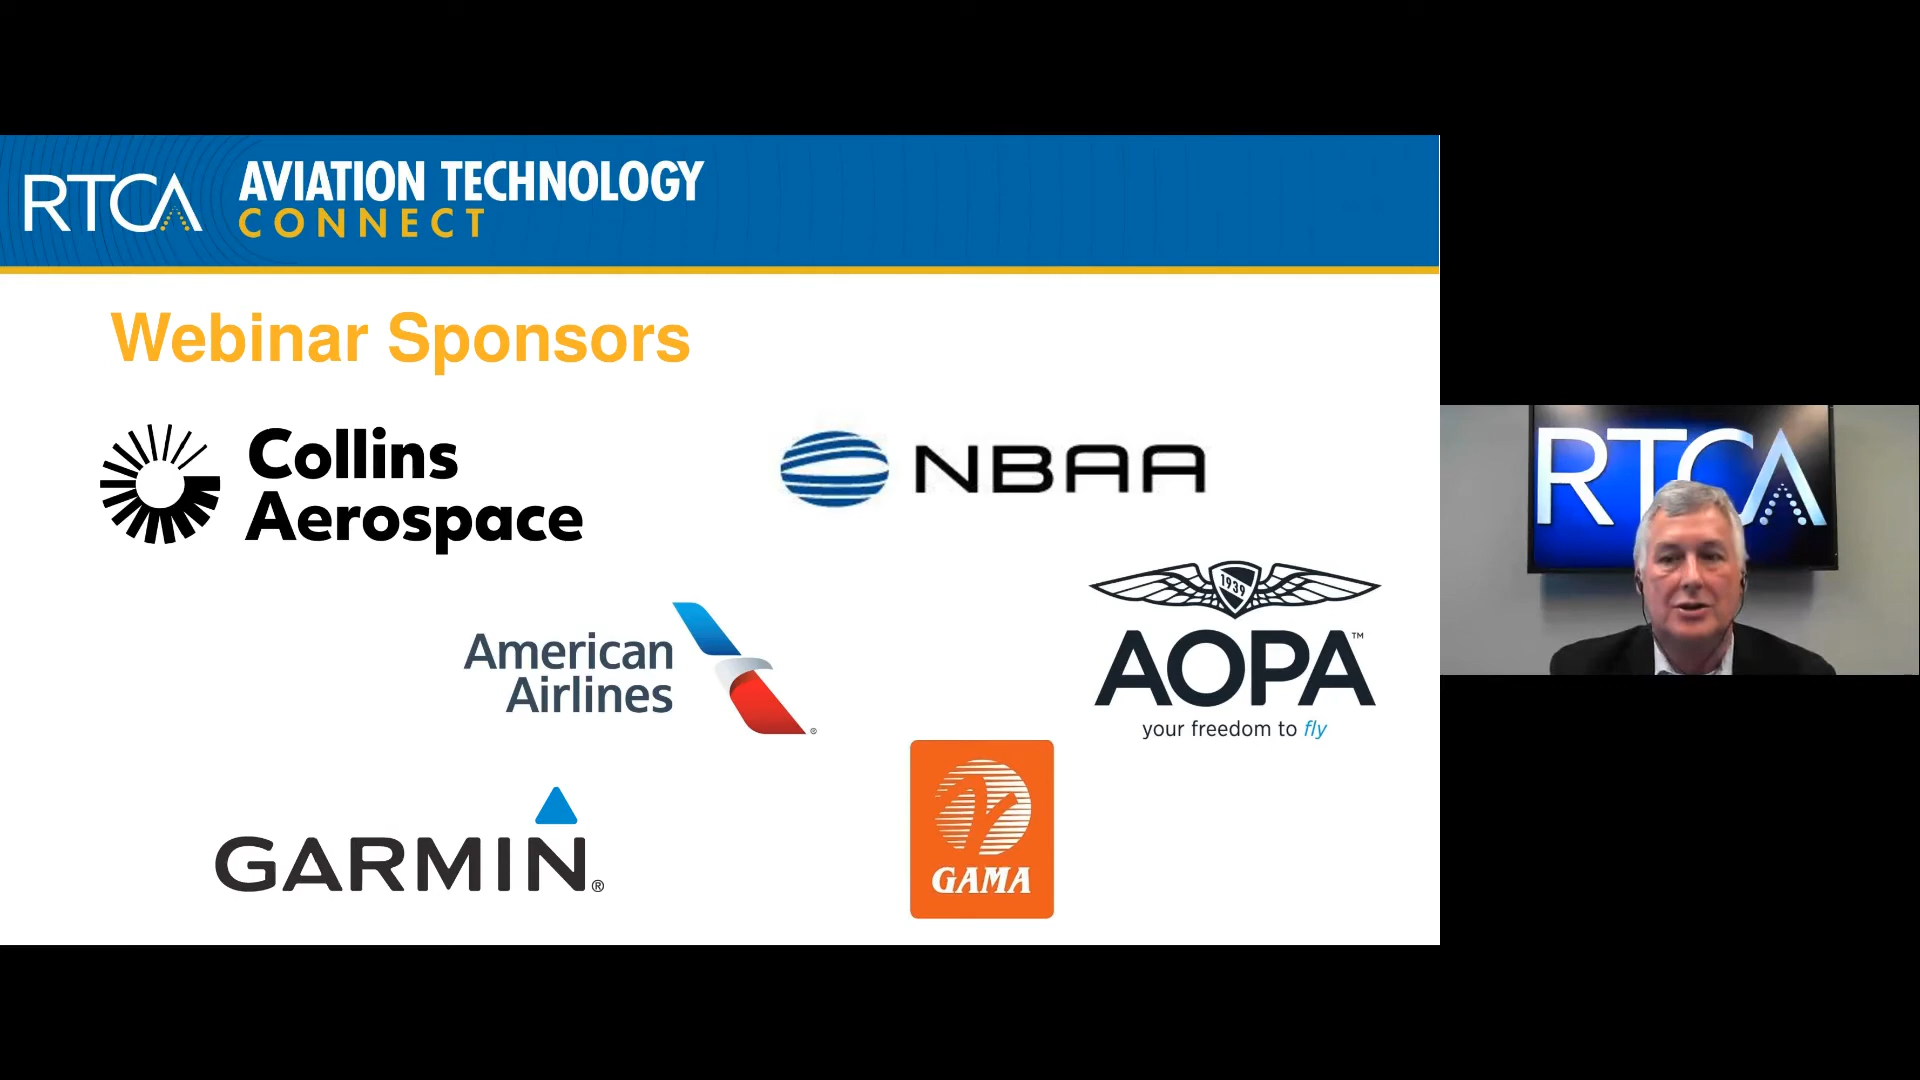 RTCA
AVIATION TECHNOLOGY
CONNECT
Webinar Sponsors
Collins
Aerospace
NBAA
American
Airlines
1939
AOPA™
your freedom to fly
GARMIN®
GAMA
RTCA